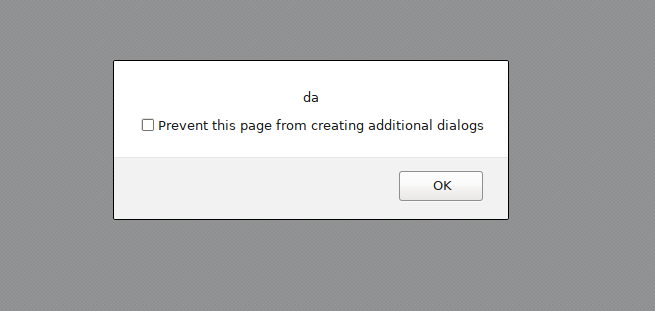 da
Prevent this page from creating additional dialogs
OK